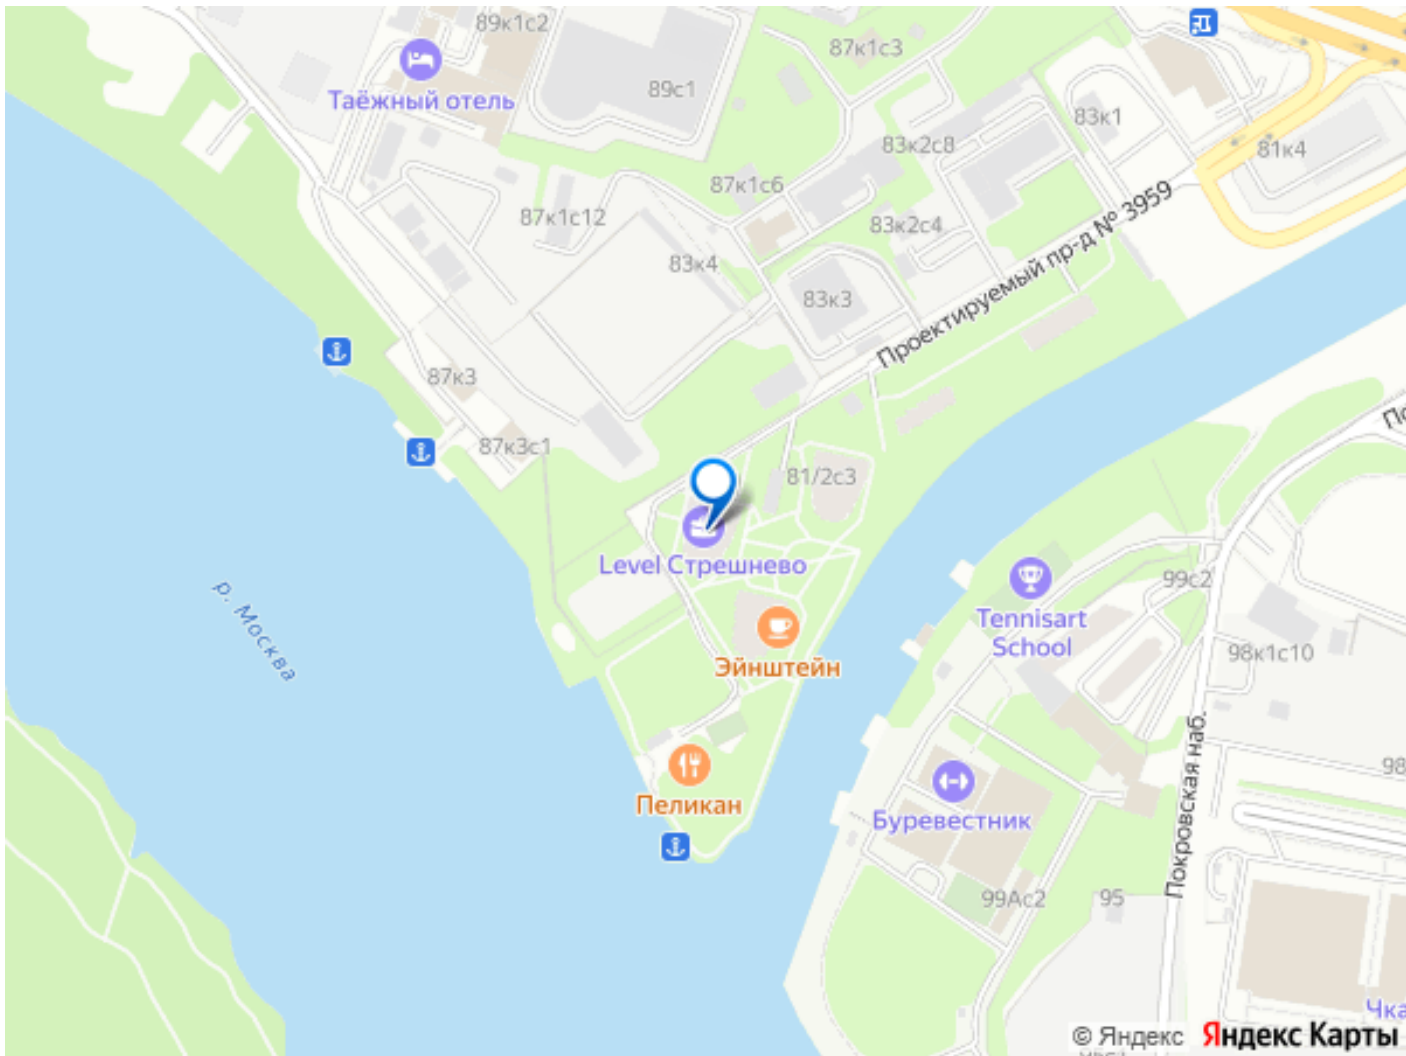 89к1с2
87к1с3
Таёжный отель
89с1
83к1
83к2с8
81к4
87к1с6
87к1с12
83к2с4
Проектируемый пр-д № 3959
83к4
83к3
87к3
87к3с1
81/2с3
Level Стрешнево
р. Москва
Tennisart
School
99с2
98к1с10
Эйнштейн
Пеликан
Буревестник
Покровская наб.
98
99Ас2
95
Чка
© Яндекс
Яндекс Карты